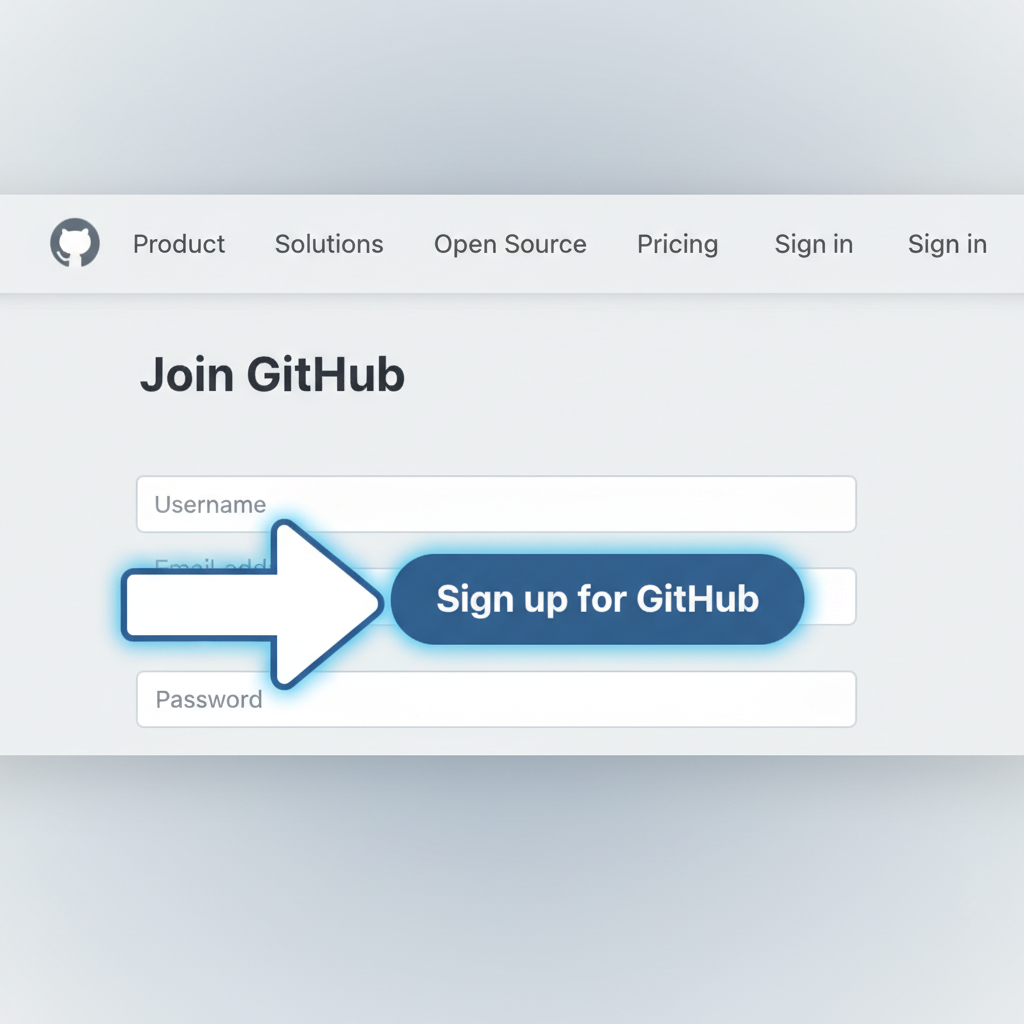 Product Solutions Open Source Pricing Sign in Sign in
Join GitHub
Username
Email add
Sign up for GitHub
Password